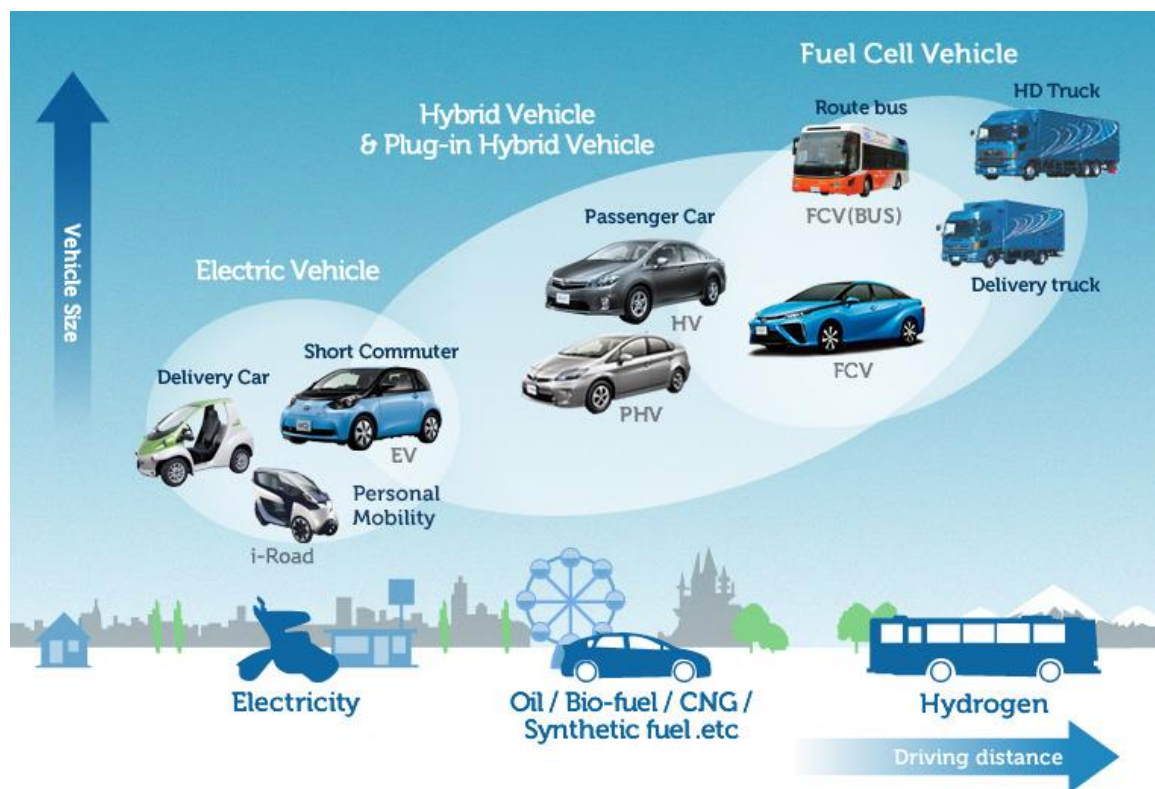 Fuel Cell Vehicle
HD Truck
Route bus
Hybrid Vehicle
& Plug-in Hybrid Vehicle
FCV(BUS)
Passenger Car
Vehicle Size
Electric Vehicle
Delivery truck
HV
Short Commuter
Delivery Car
FCV
PHV
EV
Personal
Mobility
i-Road
Electricity
Oil / Bio-fuel / CNG /
Synthetic fuel .etc
Hydrogen
Driving distance